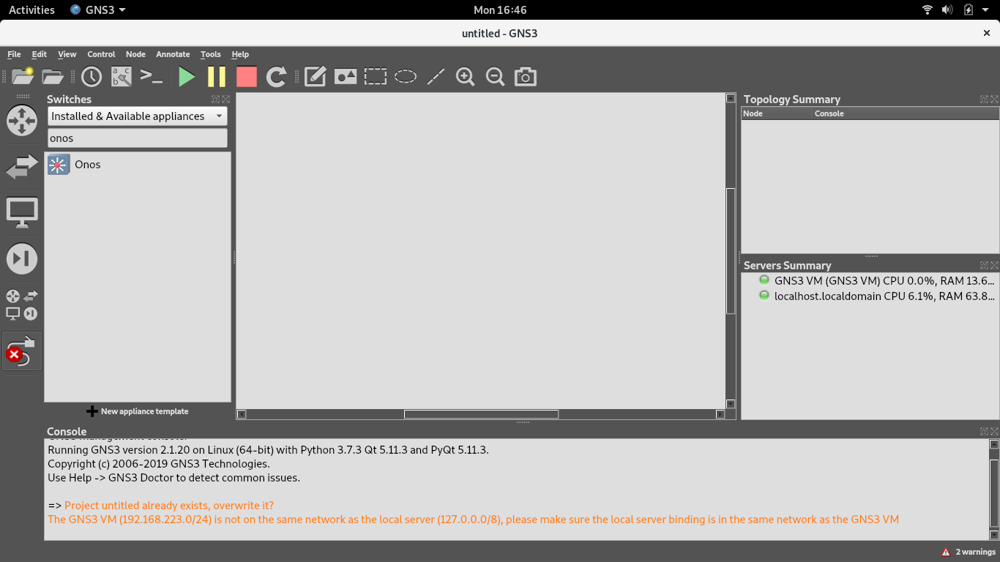 Activities GNS3 Mon 16:46
untitled - GNS3
File Edit View Control Node Annotate Tools Help
a c
b
Switches
Installed & Available appliances
onos
Onos
New appliance template
Topology Summary
Node Console
Servers Summary
GNS3 VM (GNS3 VM) CPU 0.0%, RAM 13.6...
localhost.localdomain CPU 6.1%, RAM 63.8...
Console
GNS3 management console.
Running GNS3 version 2.1.20 on Linux (64-bit) with Python 3.7.3 Qt 5.11.3 and PyQt 5.11.3.
Copyright (c) 2006-2019 GNS3 Technologies.
Use Help -> GNS3 Doctor to detect common issues.
=> Project untitled already exists, overwrite it?
The GNS3 VM (192.168.223.0/24) is not on the same network as the local server (127.0.0.0/8), please make sure the local server binding is in the same network as the GNS3 VM
2 warnings